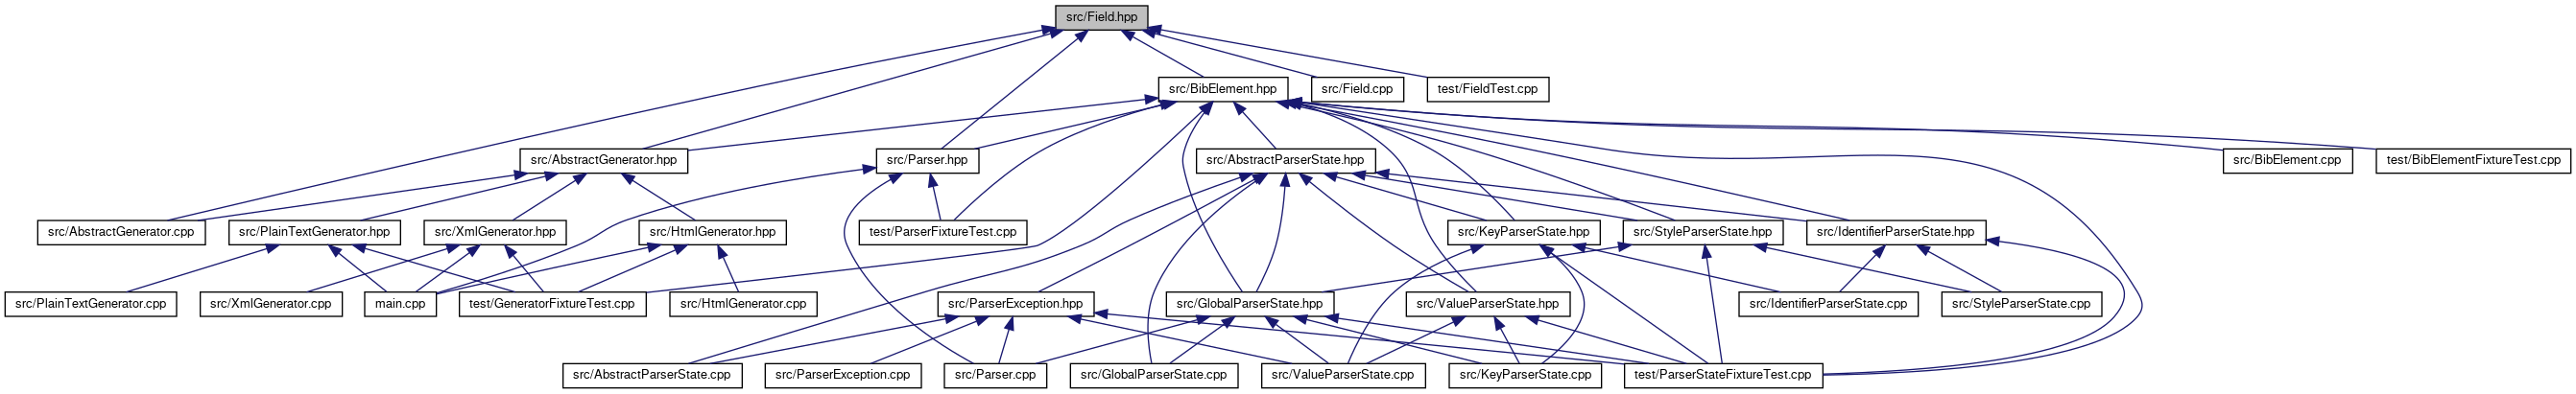 src/Field.hpp
src/BibElement.hpp
src/Field.cpp
test/FieldTest.cpp
src/AbstractGenerator.hpp
src/Parser.hpp
src/AbstractParserState.hpp
src/BibElement.cpp
test/BibElementFixtureTest.cpp
src/AbstractGenerator.cpp
src/PlainTextGenerator.hpp
src/XmlGenerator.hpp
src/HtmlGenerator.hpp
test/ParserFixtureTest.cpp
src/KeyParserState.hpp
src/StyleParserState.hpp
src/IdentifierParserState.hpp
src/PlainTextGenerator.cpp
src/XmlGenerator.cpp
main.cpp
test/GeneratorFixtureTest.cpp
src/HtmlGenerator.cpp
src/ParserException.hpp
src/GlobalParserState.hpp
src/ValueParserState.hpp
src/IdentifierParserState.cpp
src/StyleParserState.cpp
src/AbstractParserState.cpp
src/ParserException.cpp
src/Parser.cpp
src/GlobalParserState.cpp
src/ValueParserState.cpp
src/KeyParserState.cpp
test/ParserStateFixtureTest.cpp